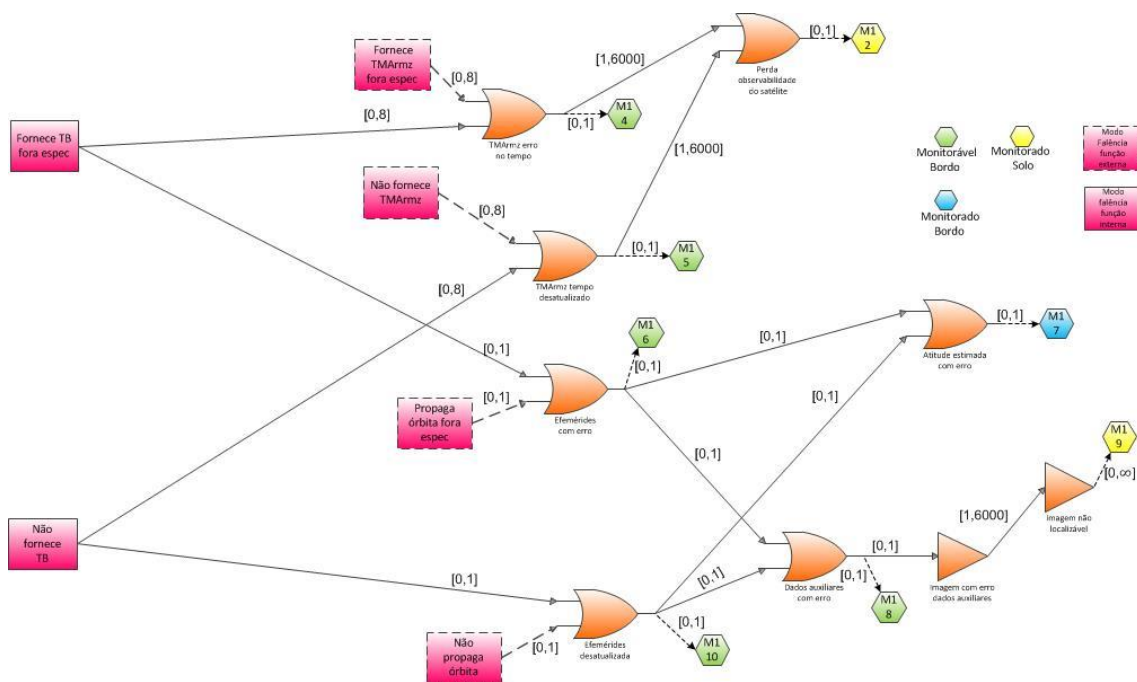 Fornece
TMArmz
fora espec
[0,8]
[0,8]
TMArmz erro
no tempo
[0,1]
M1
4
[1,6000]
Perda
observabilidade
do satélite
[0,1]
M1
2
Fornece TB
fora espec
Não fornece
TMArmz
[0,8]
[0,8]
TMArmz tempo
desatualizado
[0,1]
M1
5
[1,6000]
Monitorável
Bordo
Monitorado
Solo
Monitorado
Bordo
Modo
Falência
função
externa
Modo
falência
função
interna
[0,1]
Propaga
órbita fora
espec
[0,1]
Efemérides
com erro
[0,1]
M1
6
[0,1]
[0,1]
Atitude estimada
com erro
[0,1]
M1
7
[0,1]
Não
fornece
TB
[0,1]
Não
propaga
órbita
[0,1]
Efemérides
desatualizada
[0,1]
M1
10
[0,1]
Dados auxiliares
com erro
[0,1]
[0,1]
M1
8
Imagem com erro
dados auxiliares
[1,6000]
Imagem não
localizável
[0,∞]
M1
9